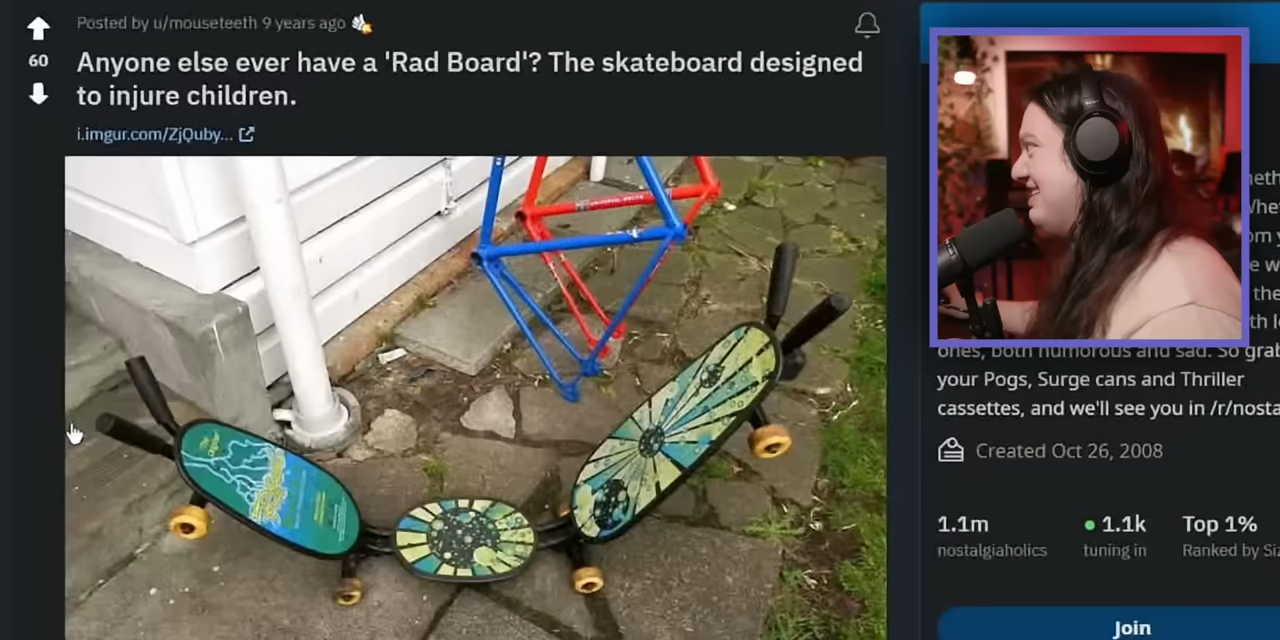 Posted by u/mouseteeth 9 years ago
60
Anyone else ever have a 'Rad Board'? The skateboard designed
to injure children.
i.imgur.com/ZjQuby...
ones, both humorous and sad. So grab
your Pogs, Surge cans and Thriller
cassettes, and we'll see you in /r/nosta
Created Oct 26, 2008
1.1m
1.1k
Top 1%
nostalgiaholics
tuning in
Ranked by Si
Join